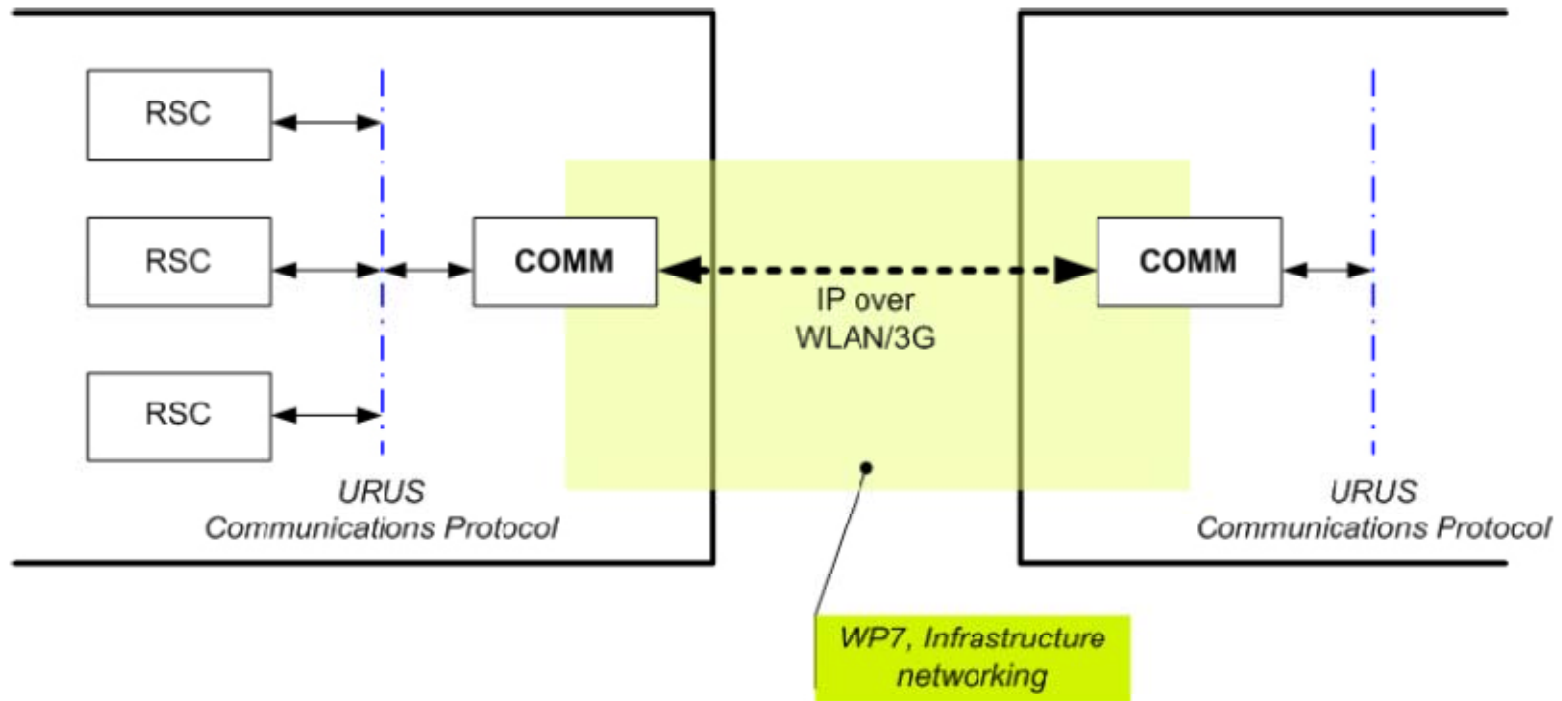 RSC
RSC
COMM
COMM
IP over
WLAN/3G
RSC
URUS
Communications Protocol
URUS
Communications Protocol
WP7, Infrastructure
networking